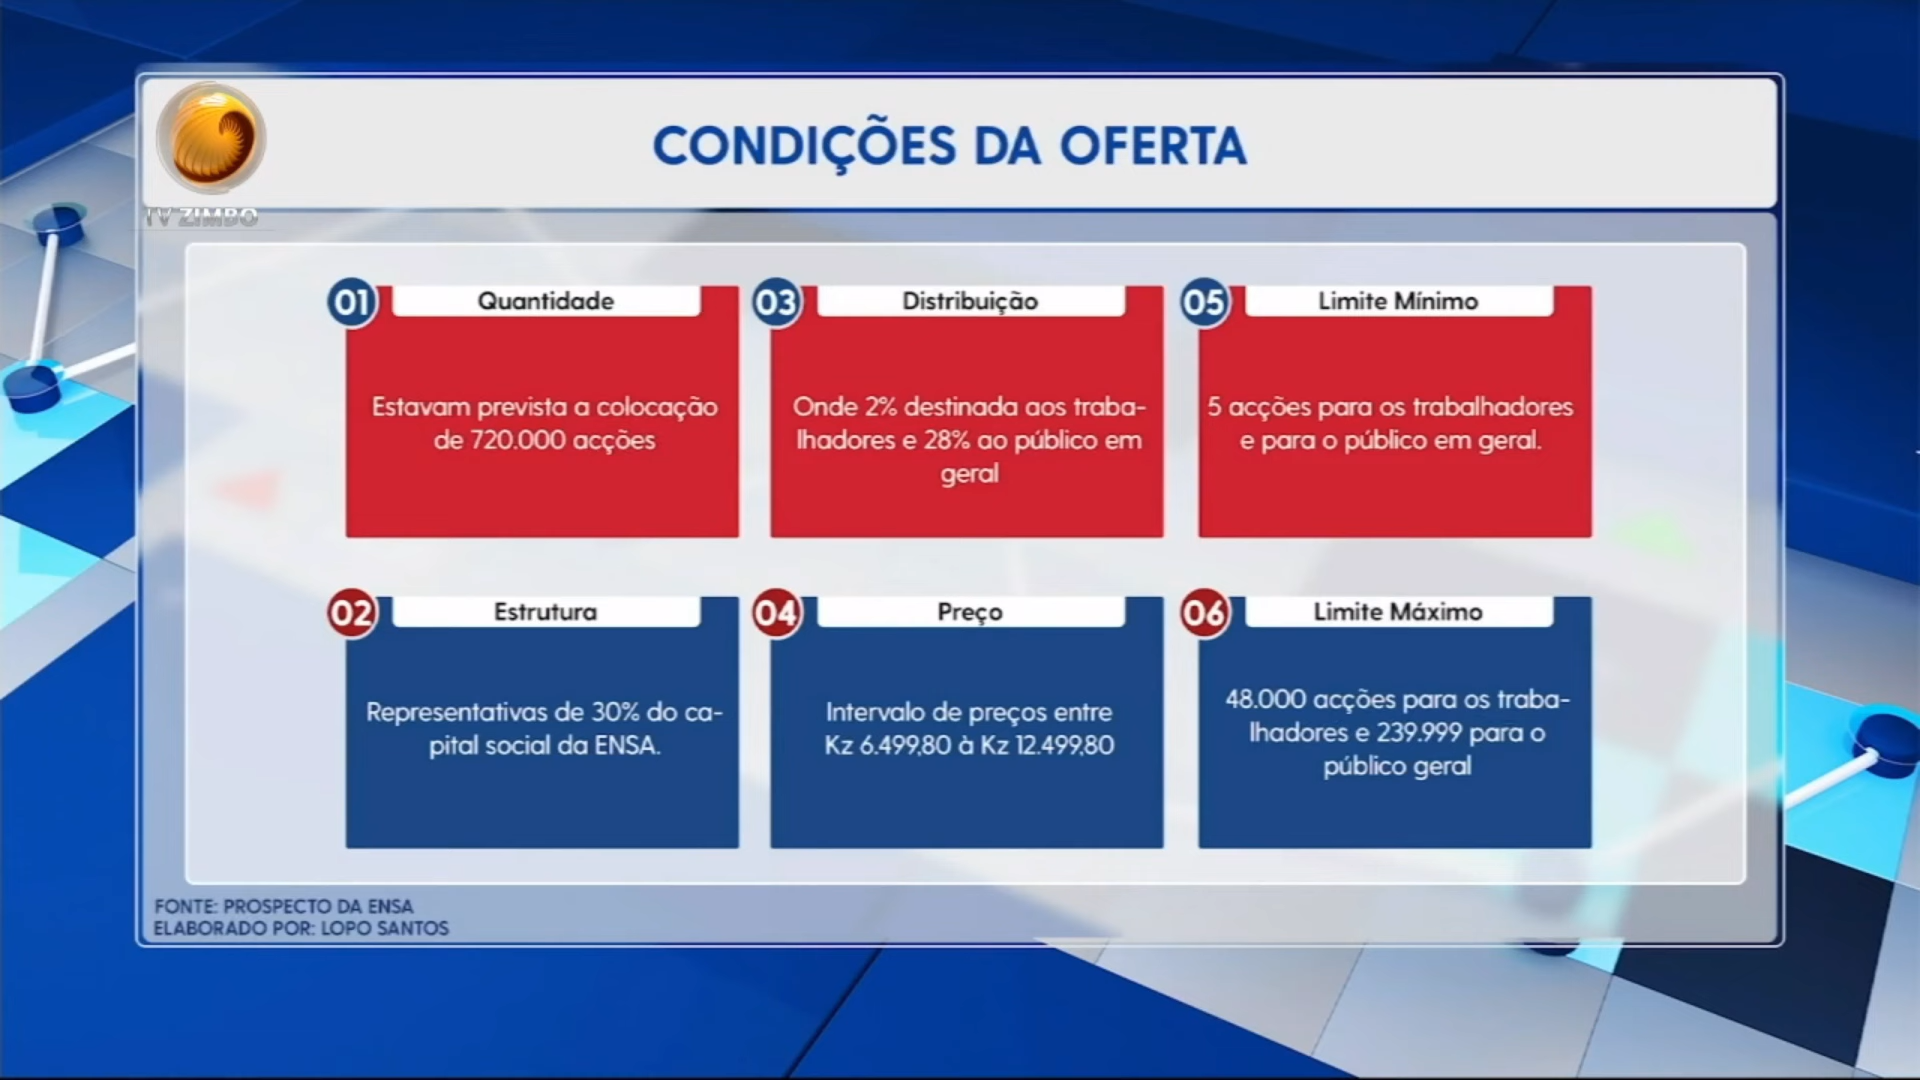 CONDIÇÕES DA OFERTA
TV ZIMBO
01
Quantidade
Estavam prevista a colocação
de 720.000 acções
02
Estrutura
Representativas de 30% do ca-
pital social da ENSA.
03
Distribuição
Onde 2% destinada aos traba-
lhadores e 28% ao público em
geral
04
Preço
Intervalo de preços entre
Kz 6.499,80 à Kz 12.499,80
05
Limite Mínimo
5 acções para os trabalhadores
e para o público em geral.
06
Limite Máximo
48.000 acções para os traba-
lhadores e 239.999 para o
público geral
FONTE: PROSPECTO DA ENSA
ELABORADO POR: LOPO SANTOS